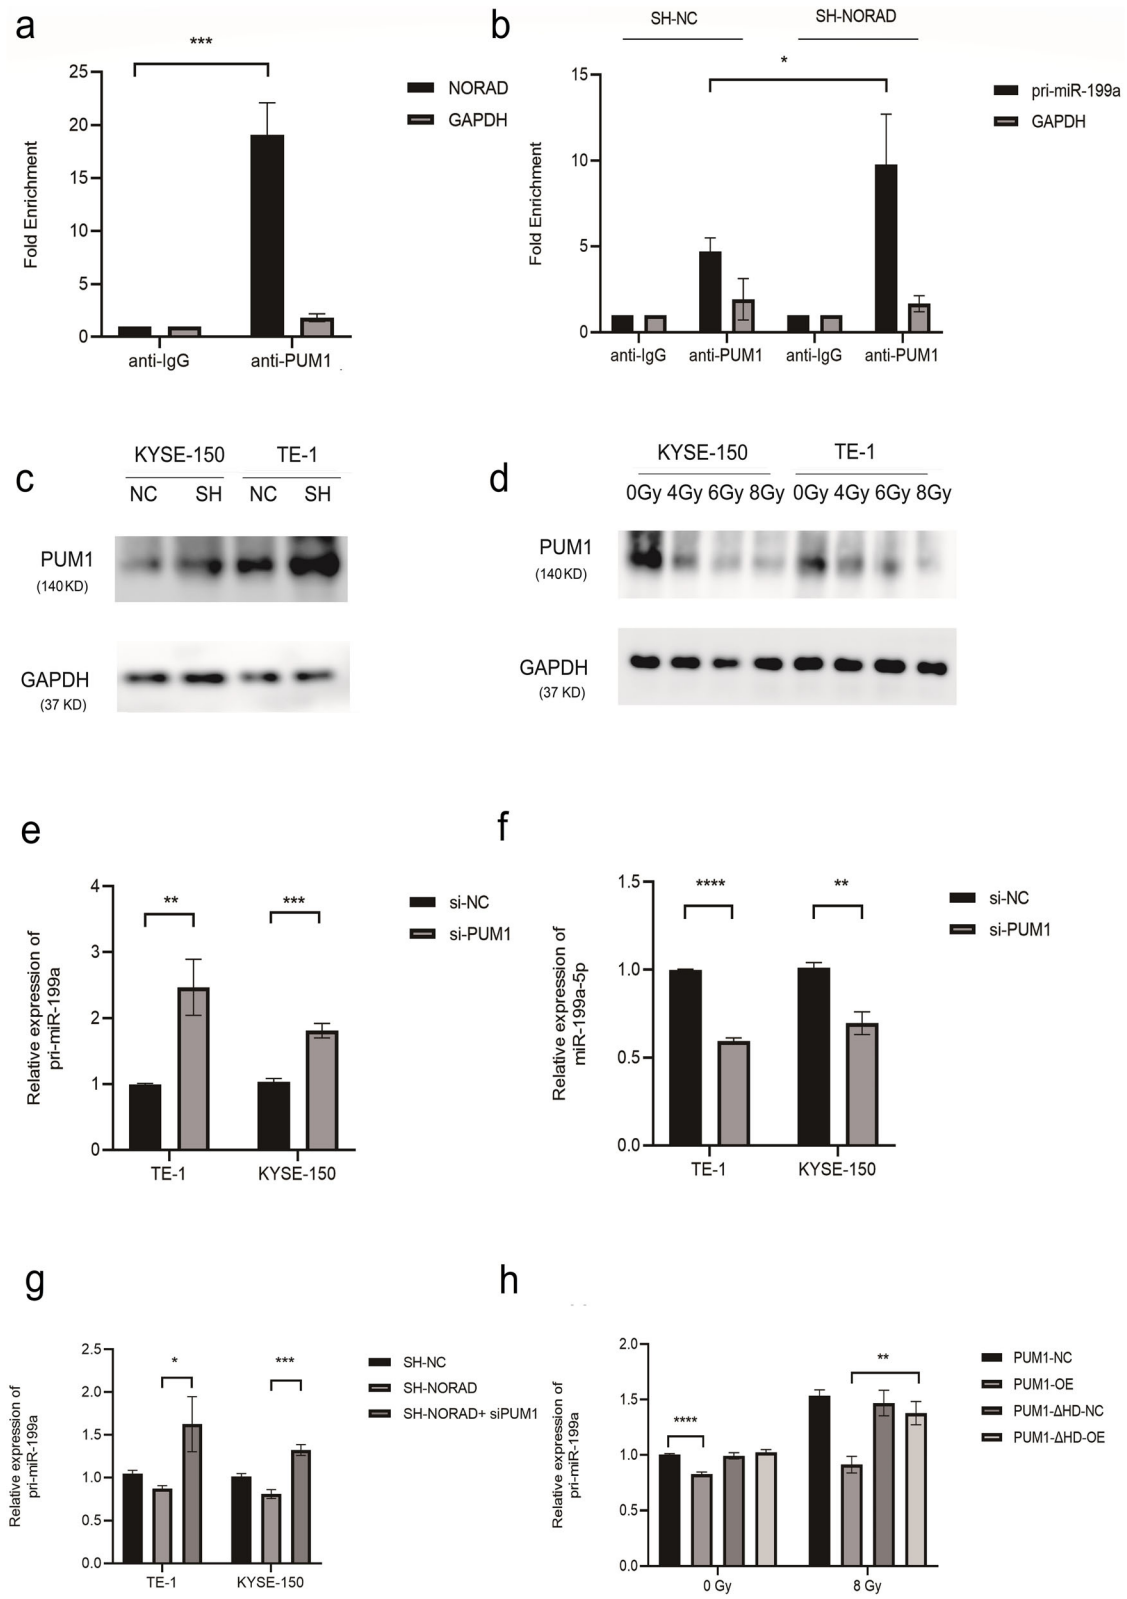 a
***
25
20
15
10
5
0
Fold Enrichment
anti-IgG
anti-PUM1
NORAD
GAPDH
b
SH-NC
SH-NORAD
*
15
10
5
0
Fold Enrichment
anti-IgG
anti-PUM1
anti-IgG
anti-PUM1
pri-miR-199a
GAPDH
c
KYSE-150
TE-1
NC
SH
NC
SH
PUM1
(140KD)
GAPDH
(37 KD)
d
KYSE-150
TE-1
0Gy 4Gy 6Gy 8Gy
0Gy 4Gy 6Gy 8Gy
PUM1
(140KD)
GAPDH
(37 KD)
e
4
3
2
1
0
Relative expression of
pri-miR-199a
**
***
TE-1
KYSE-150
si-NC
si-PUM1
f
1.5
1.0
0.5
0.0
Relative expression of
miR-199a-5p
****
**
TE-1
KYSE-150
si-NC
si-PUM1
g
2.5
2.0
1.5
1.0
0.5
0.0
Relative expression of
pri-miR-199a
*
***
TE-1
KYSE-150
SH-NC
SH-NORAD
SH-NORAD+ siPUM1
h
2.0
1.5
1.0
0.5
0.0
Relative expression of
pri-miR-199a
****
**
0 Gy
8 Gy
PUM1-NC
PUM1-OE
PUM1-ΔHD-NC
PUM1-ΔHD-OE